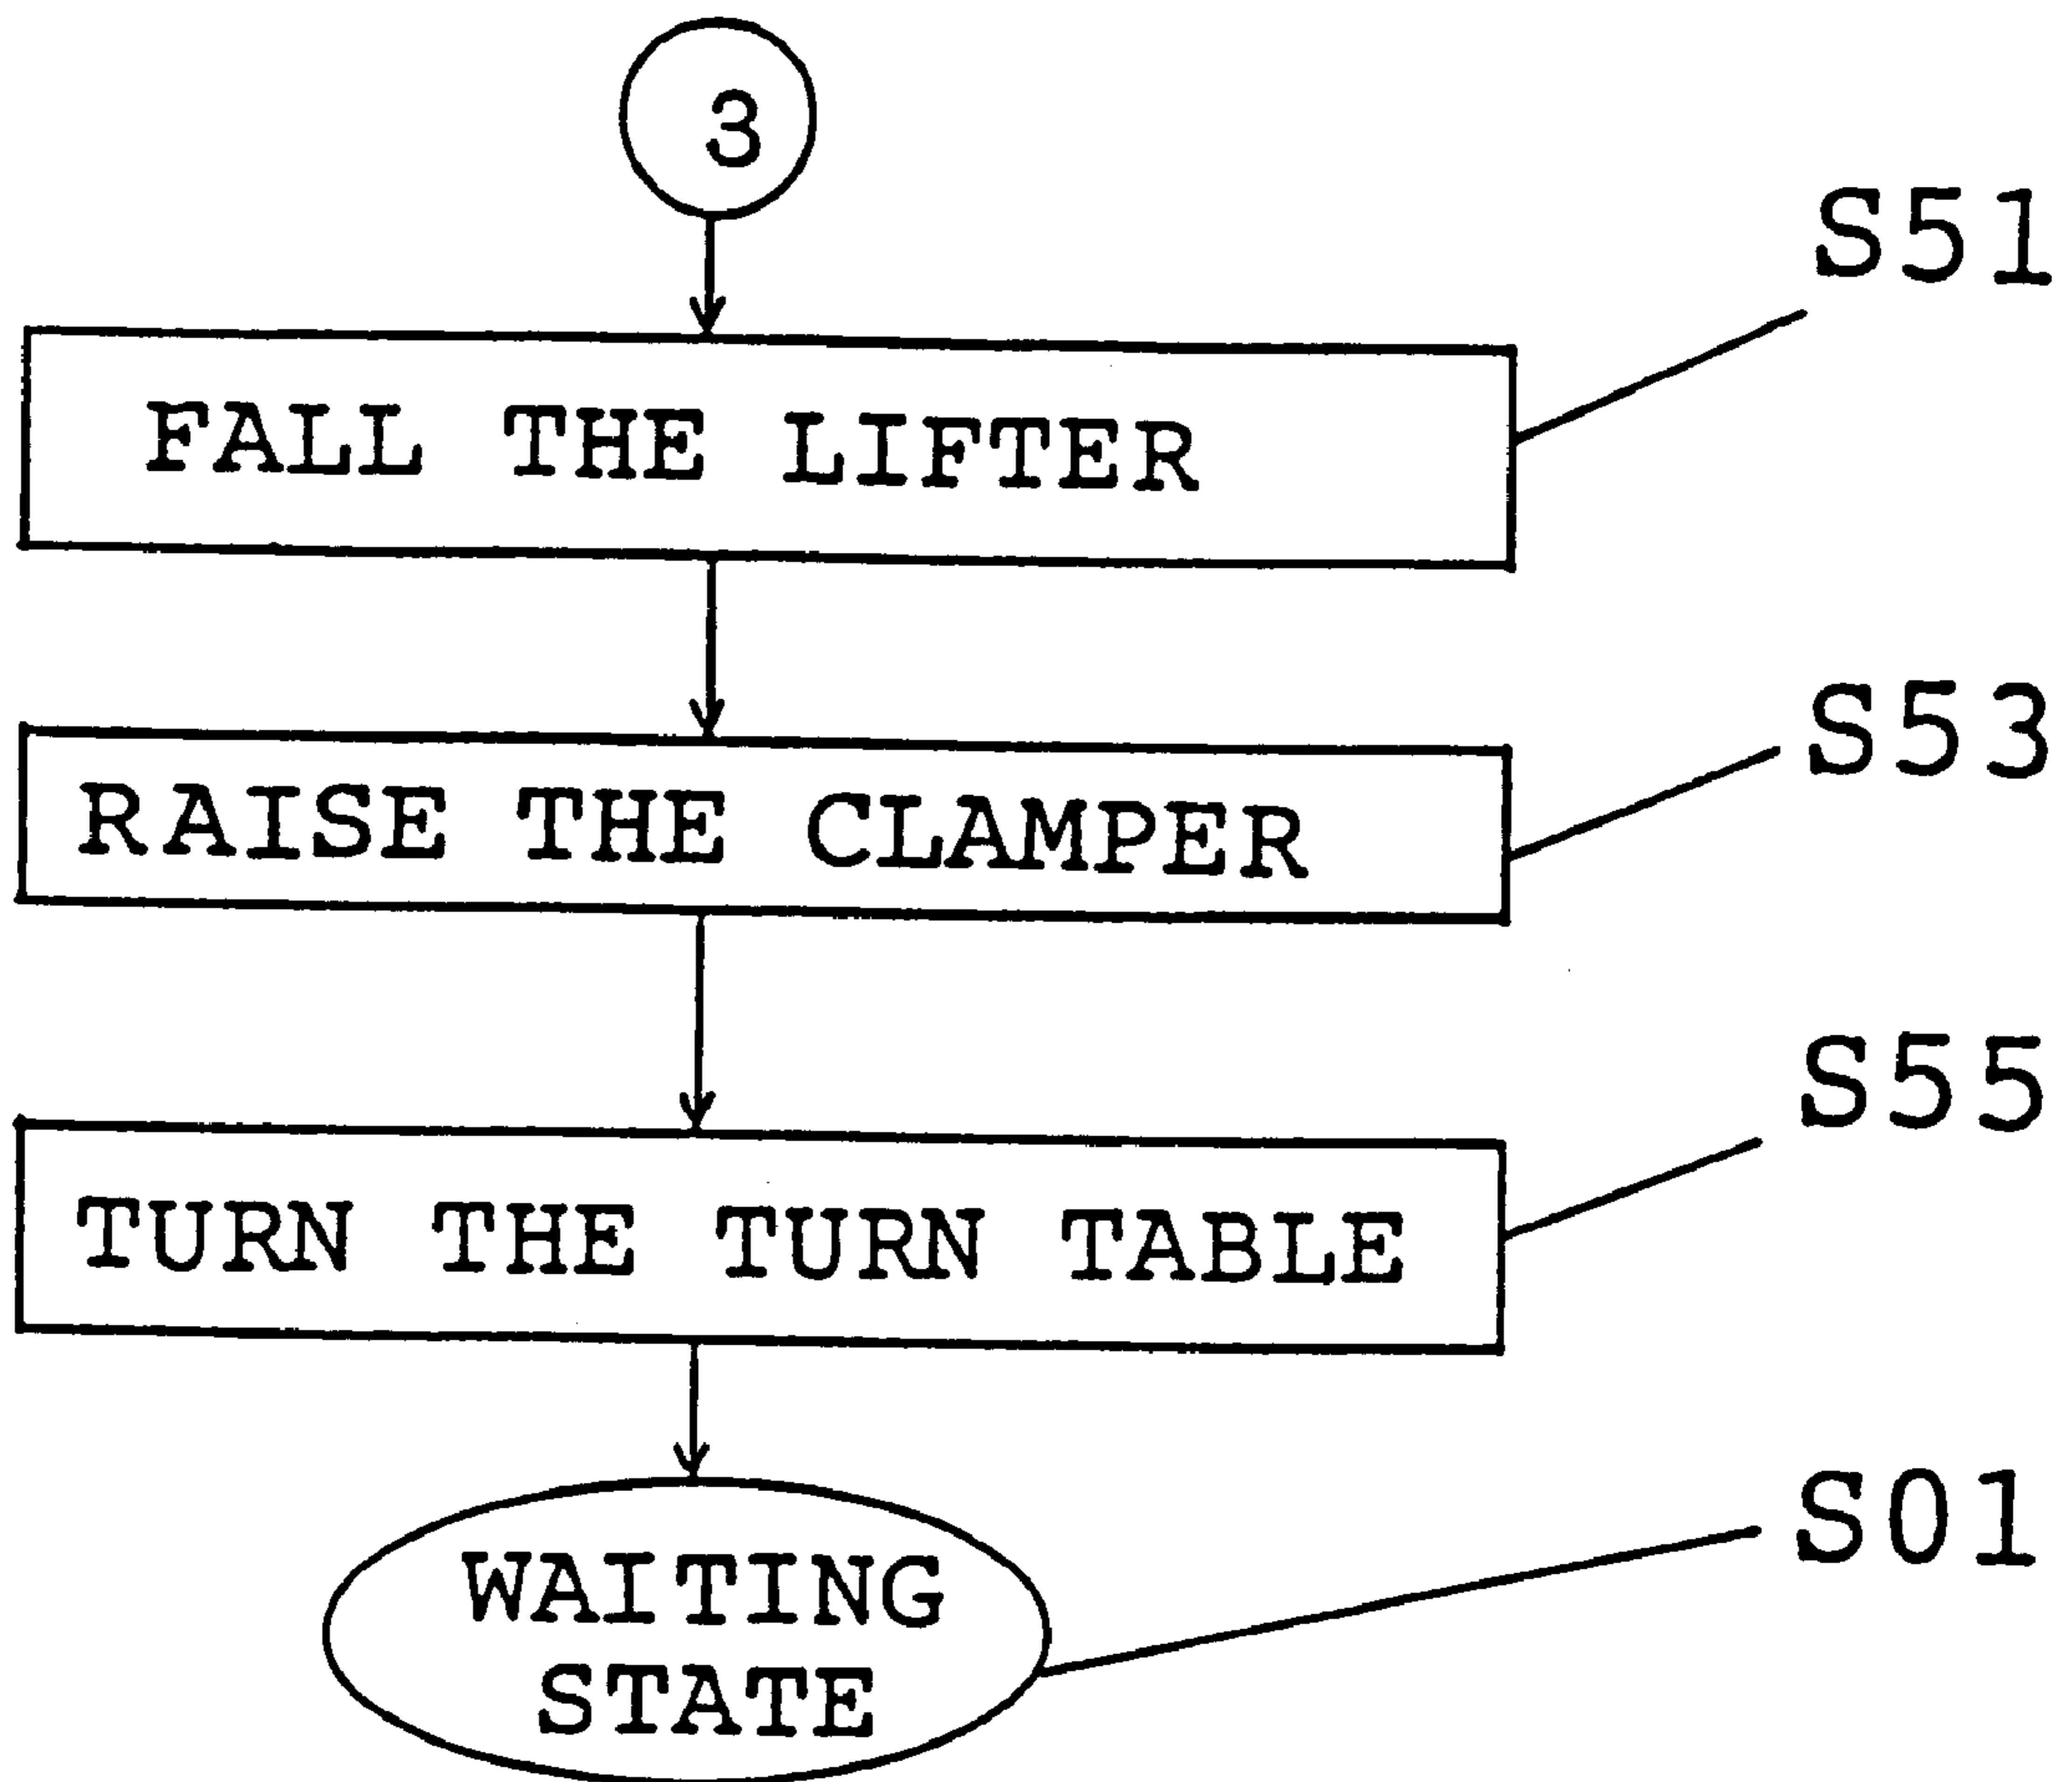 3
S51
FALL THE LIFTER
S53
RAISE THE CLAMPER
S55
TURN THE TURN TABLE
S01
WAITING
STATE